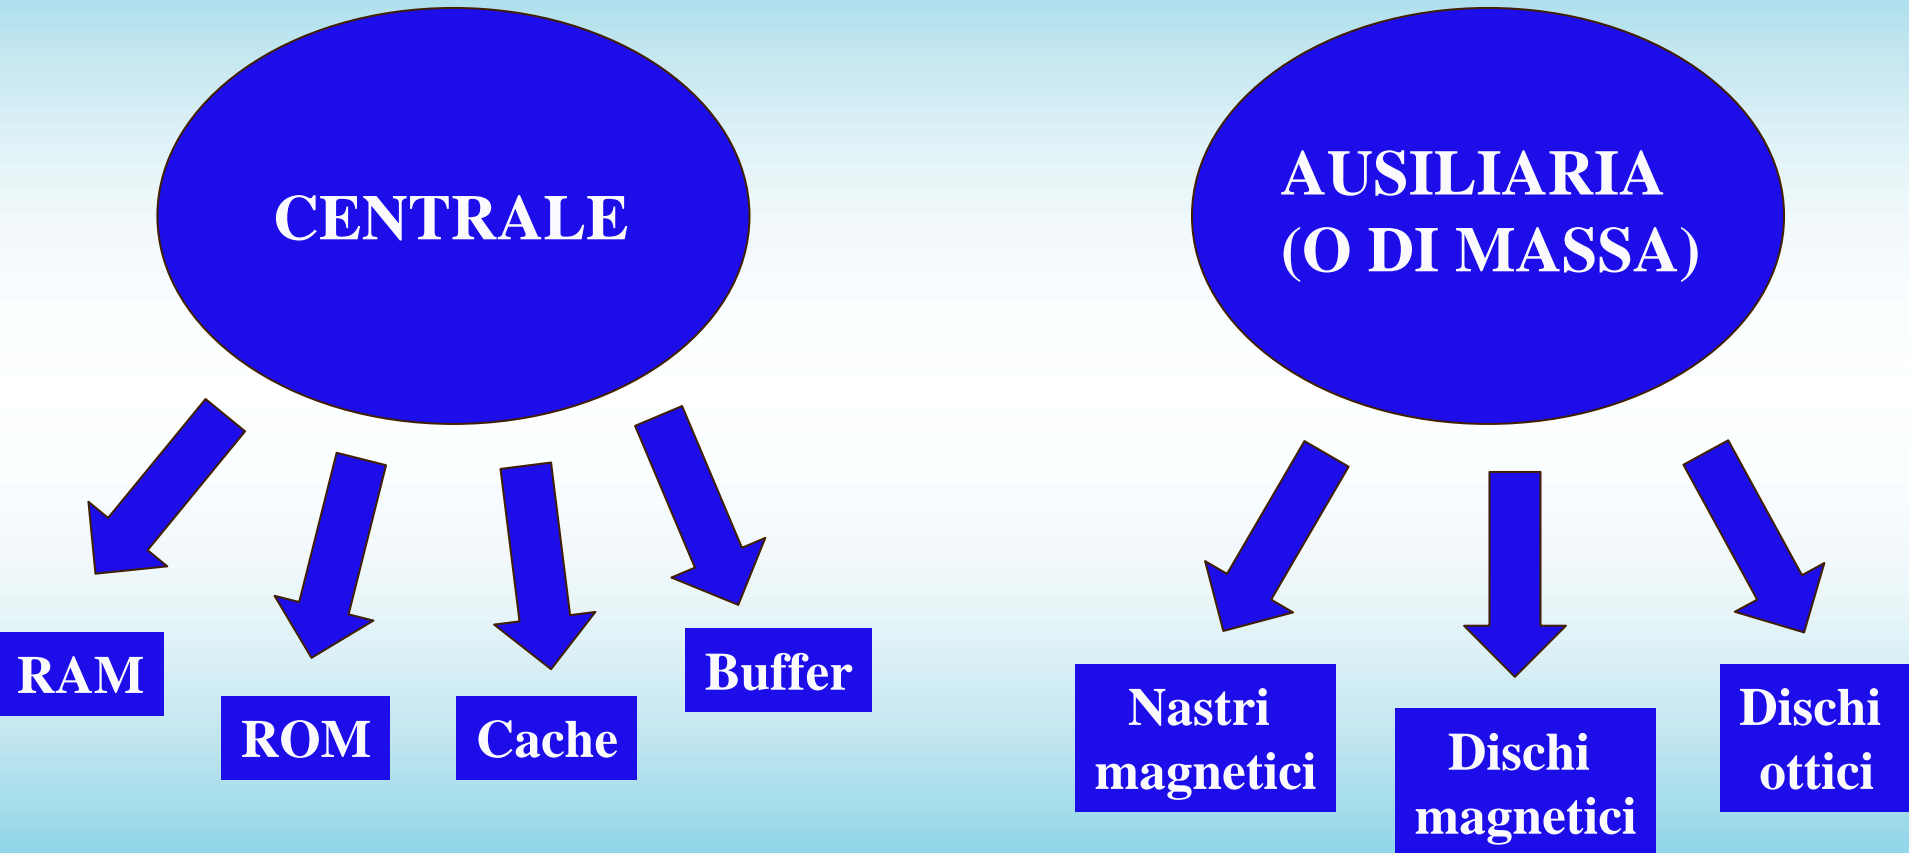 CENTRALE
AUSILIARIA
(O DI MASSA)
RAM
ROM
Cache
Buffer
Nastri
magnetici
Dischi
magnetici
Dischi
ottici